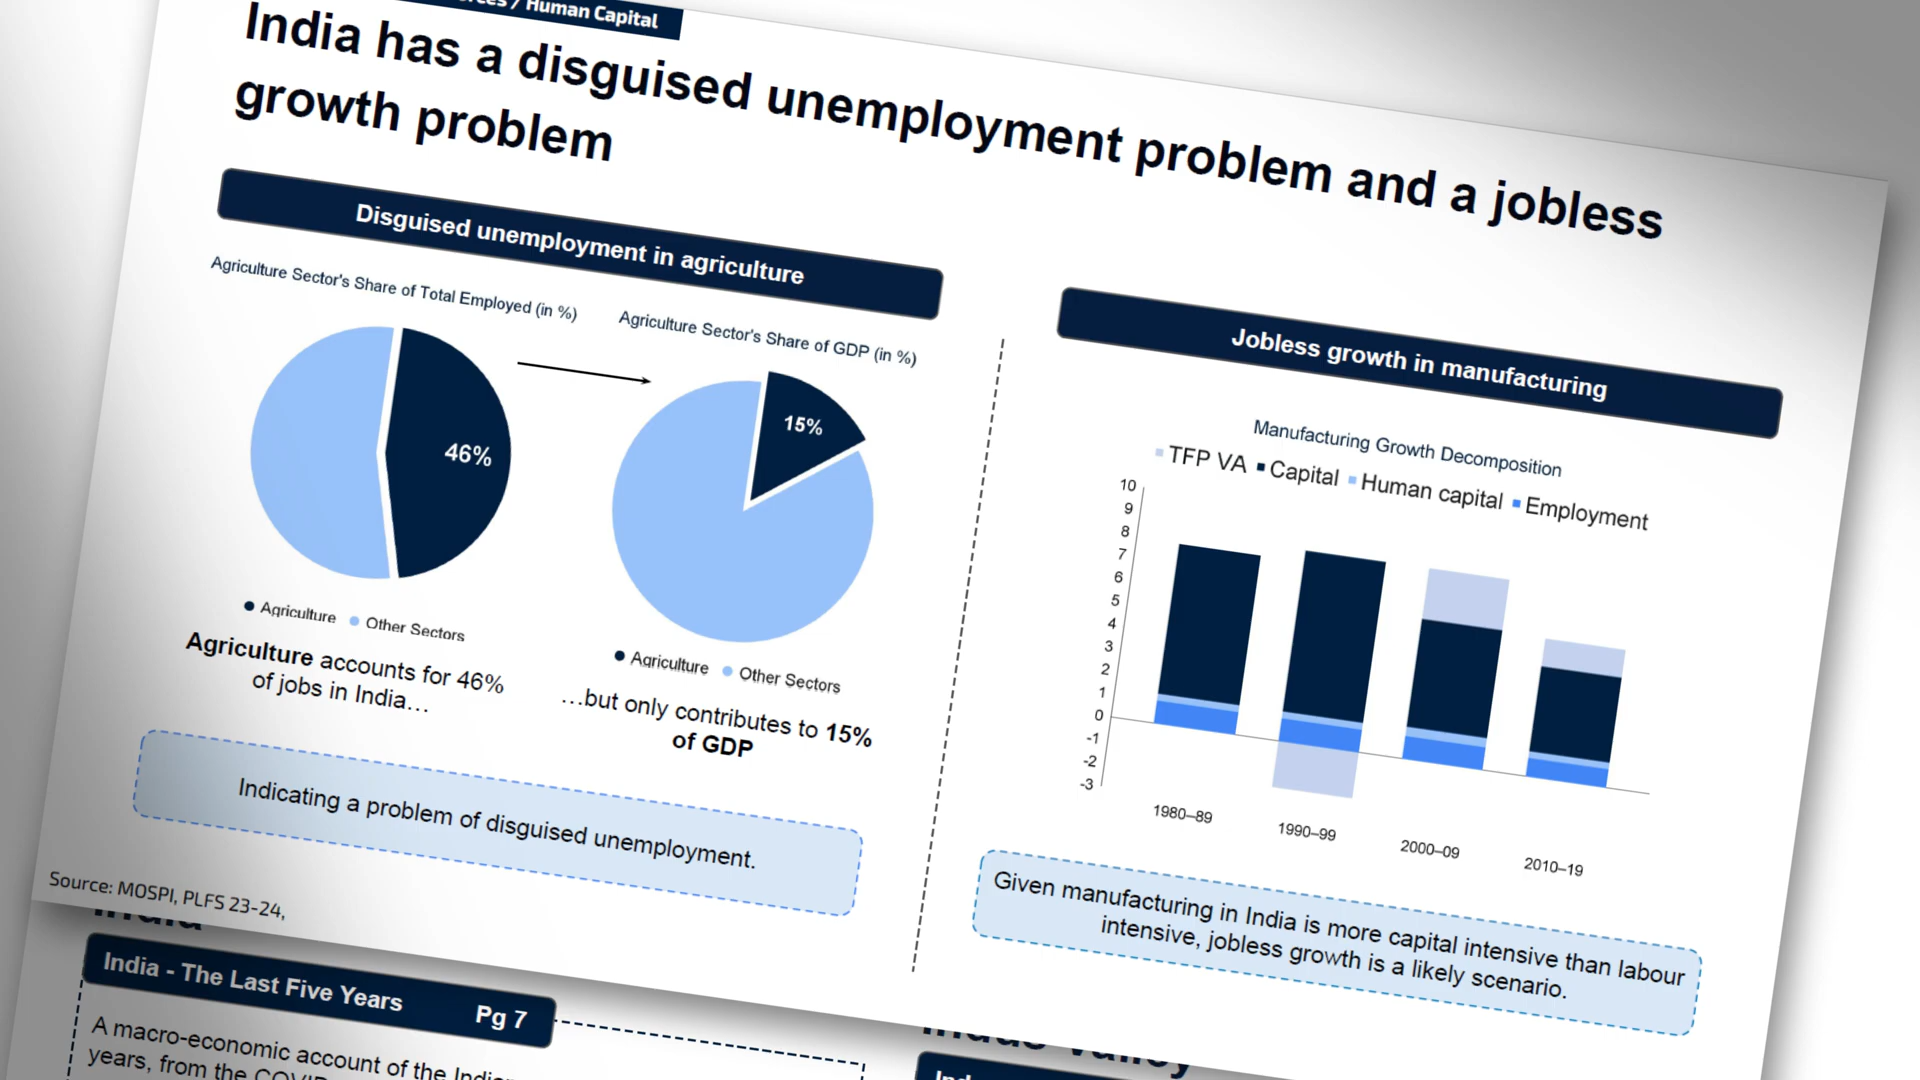 / Human Capital
India has a disguised unemployment problem and a jobless
growth problem
Disguised unemployment in agriculture
Agriculture Sector's Share of Total Employed (in %)
46%
Agriculture Other Sectors
Agriculture accounts for 46%
of jobs in India…
Agriculture Sector's Share of GDP (in %)
15%
Agriculture Other Sectors
…but only contributes to 15%
of GDP
Indicating a problem of disguised unemployment.
Source: MOSPI, PLFS 23-24,
Jobless growth in manufacturing
Manufacturing Growth Decomposition
TFP VA Capital Human capital Employment
10
9
8
7
6
5
4
3
2
1
0
-1
-2
-3
1980–89 1990–99 2000–09 2010–19
Given manufacturing in India is more capital intensive than labour
intensive, jobless growth is a likely scenario.
India
India - The Last Five Years Pg 7
A macro-economic account of the
years, from the
Indus Valley